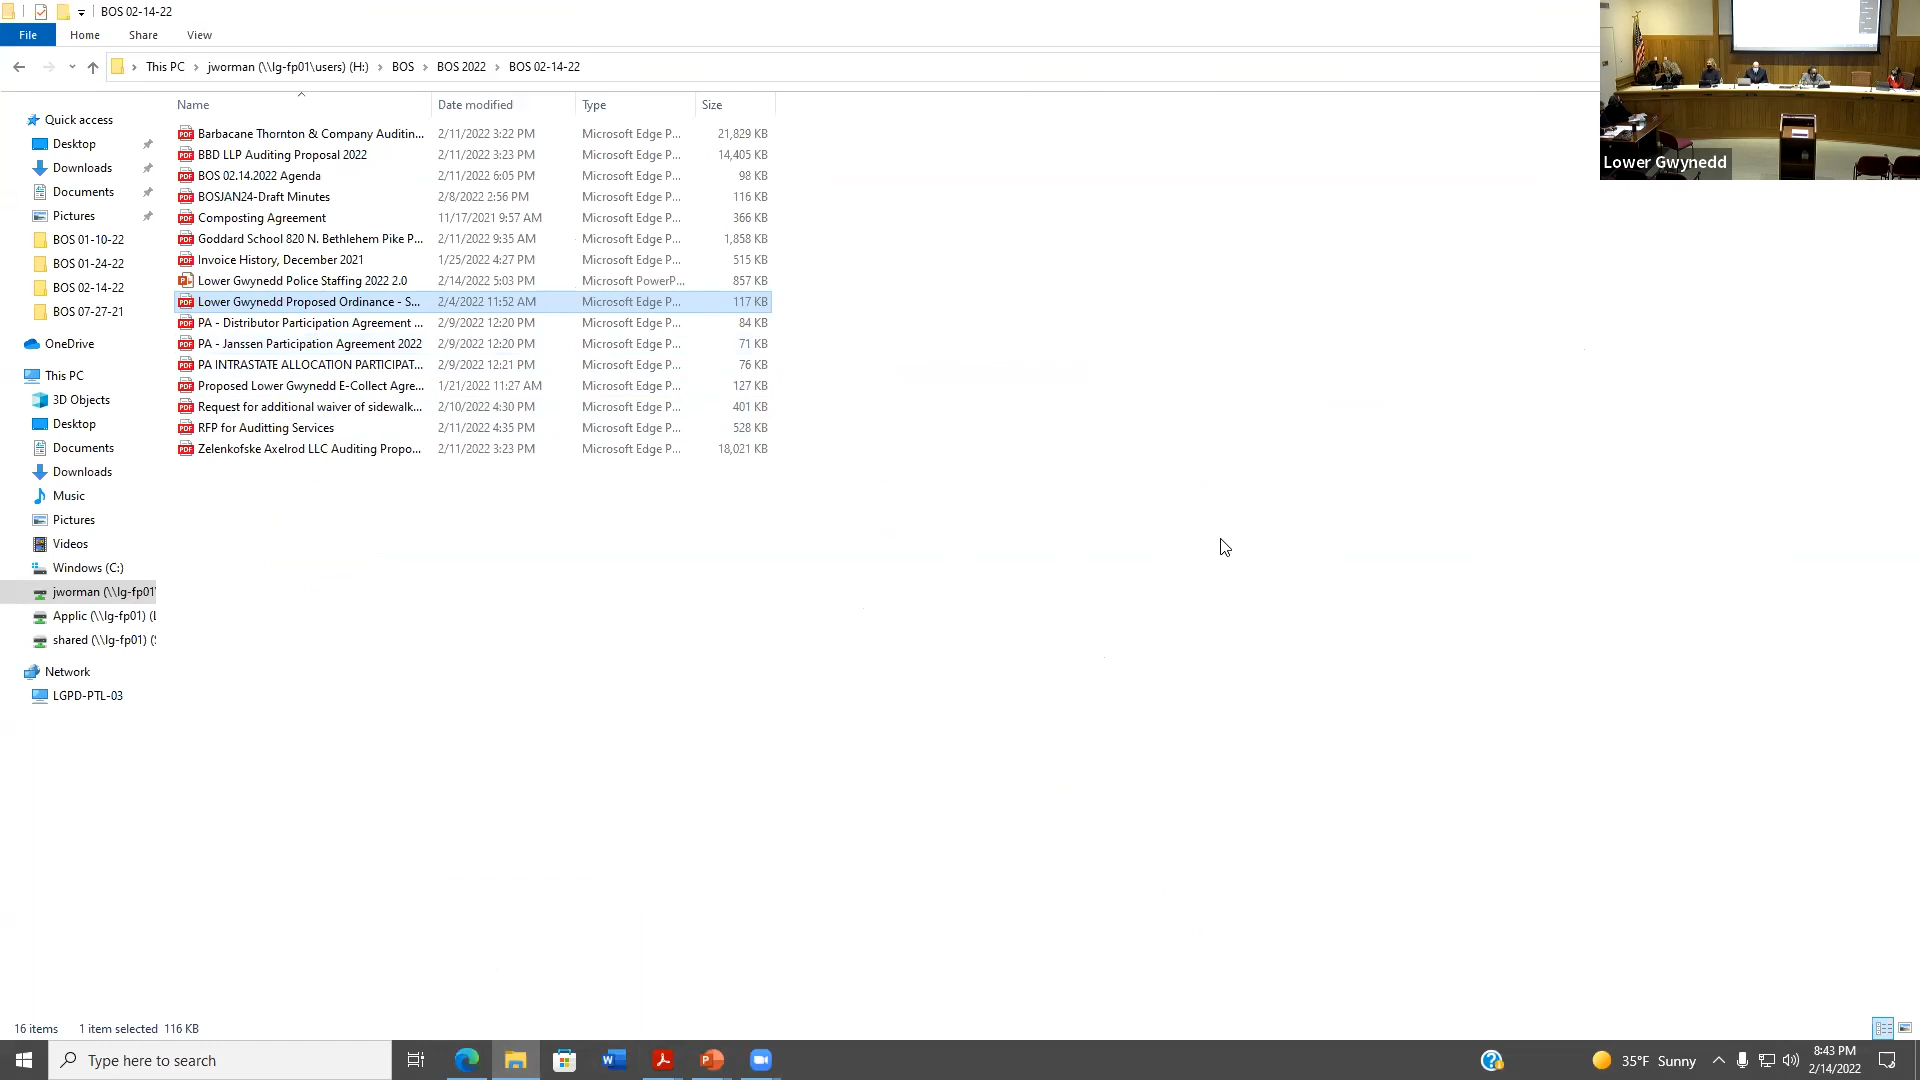 BOS 02-14-22
File Home Share View
This PC jworman (\\lg-fp01\users) (H:) BOS BOS 2022 BOS 02-14-22
Name Date modified Type Size
Barbacane Thornton & Company Auditin... 2/11/2022 3:22 PM Microsoft Edge P... 21,829 KB
BBD LLP Auditing Proposal 2022 2/11/2022 3:23 PM Microsoft Edge P... 14,405 KB
BOS 02.14.2022 Agenda 2/11/2022 6:05 PM Microsoft Edge P... 98 KB
BOSJAN24-Draft Minutes 2/8/2022 2:56 PM Microsoft Edge P... 116 KB
Composting Agreement 11/17/2021 9:57 AM Microsoft Edge P... 366 KB
Goddard School 820 N. Bethlehem Pike P... 2/11/2022 9:35 AM Microsoft Edge P... 1,858 KB
Invoice History, December 2021 1/25/2022 4:27 PM Microsoft Edge P... 515 KB
Lower Gwynedd Police Staffing 2022 2.0 2/14/2022 5:03 PM Microsoft PowerP... 857 KB
Lower Gwynedd Proposed Ordinance - S... 2/4/2022 11:52 AM Microsoft Edge P... 117 KB
PA - Distributor Participation Agreement ... 2/9/2022 12:20 PM Microsoft Edge P... 84 KB
PA - Janssen Participation Agreement 2022 2/9/2022 12:20 PM Microsoft Edge P... 71 KB
PA INTRASTATE ALLOCATION PARTICIPAT... 2/9/2022 12:21 PM Microsoft Edge P... 76 KB
Proposed Lower Gwynedd E-Collect Agre... 1/21/2022 11:27 AM Microsoft Edge P... 127 KB
Request for additional waiver of sidewalk... 2/10/2022 4:30 PM Microsoft Edge P... 401 KB
RFP for Auditting Services 2/11/2022 4:35 PM Microsoft Edge P... 528 KB
Zelenkofske Axelrod LLC Auditing Propo... 2/11/2022 3:23 PM Microsoft Edge P... 18,021 KB
Quick access
Desktop
Downloads
Documents
Pictures
BOS 01-10-22
BOS 01-24-22
BOS 02-14-22
BOS 07-27-21
OneDrive
This PC
3D Objects
Desktop
Documents
Downloads
Music
Pictures
Videos
Windows (C:)
jworman (\\lg-fp01\
Applic (\\lg-fp01) (L
shared (\\lg-fp01) (S
Network
LGPD-PTL-03
Lower Gwynedd
16 items 1 item selected 116 KB
Type here to search
35°F Sunny
8:43 PM
2/14/2022